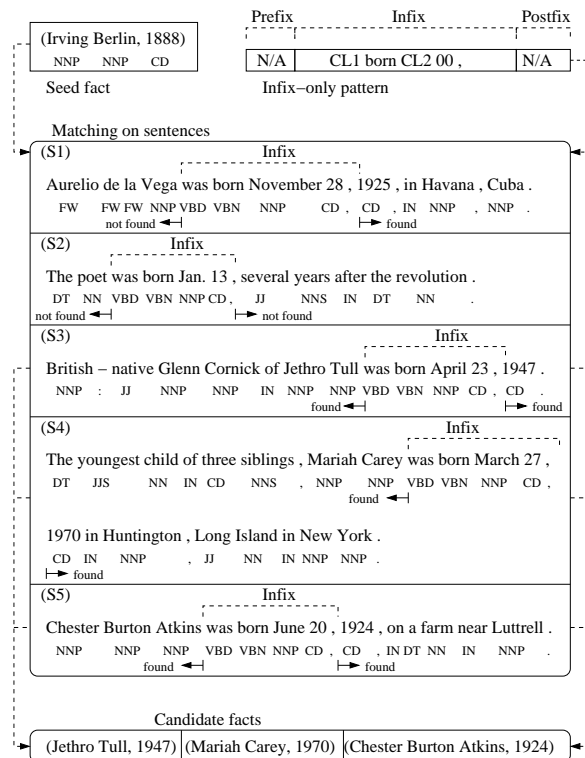 Prefix Infix Postfix
(Irving Berlin, 1888) N/A CL1 born CL2 00 , N/A
NNP NNP CD
Seed fact Infix−only pattern
Matching on sentences
(S1) Infix
Aurelio de la Vega was born November 28 , 1925 , in Havana , Cuba .
FW FW FW NNP VBD VBN NNP CD , CD , IN NNP , NNP .
not found found
(S2) Infix
The poet was born Jan. 13 , several years after the revolution .
DT NN VBD VBN NNP CD , JJ NNS IN DT NN .
not found not found
(S3) Infix
British − native Glenn Cornick of Jethro Tull was born April 23 , 1947 .
NNP : JJ NNP NNP IN NNP NNP VBD VBN NNP CD , CD .
found found
(S4) Infix
The youngest child of three siblings , Mariah Carey was born March 27 ,
DT JJS NN IN CD NNS , NNP NNP VBD VBN NNP CD ,
found
1970 in Huntington , Long Island in New York .
CD IN NNP , JJ NN IN NNP NNP .
found
(S5) Infix
Chester Burton Atkins was born June 20 , 1924 , on a farm near Luttrell .
NNP NNP NNP VBD VBN NNP CD , CD , IN DT NN IN NNP .
found found
Candidate facts
(Jethro Tull, 1947) (Mariah Carey, 1970) (Chester Burton Atkins, 1924)